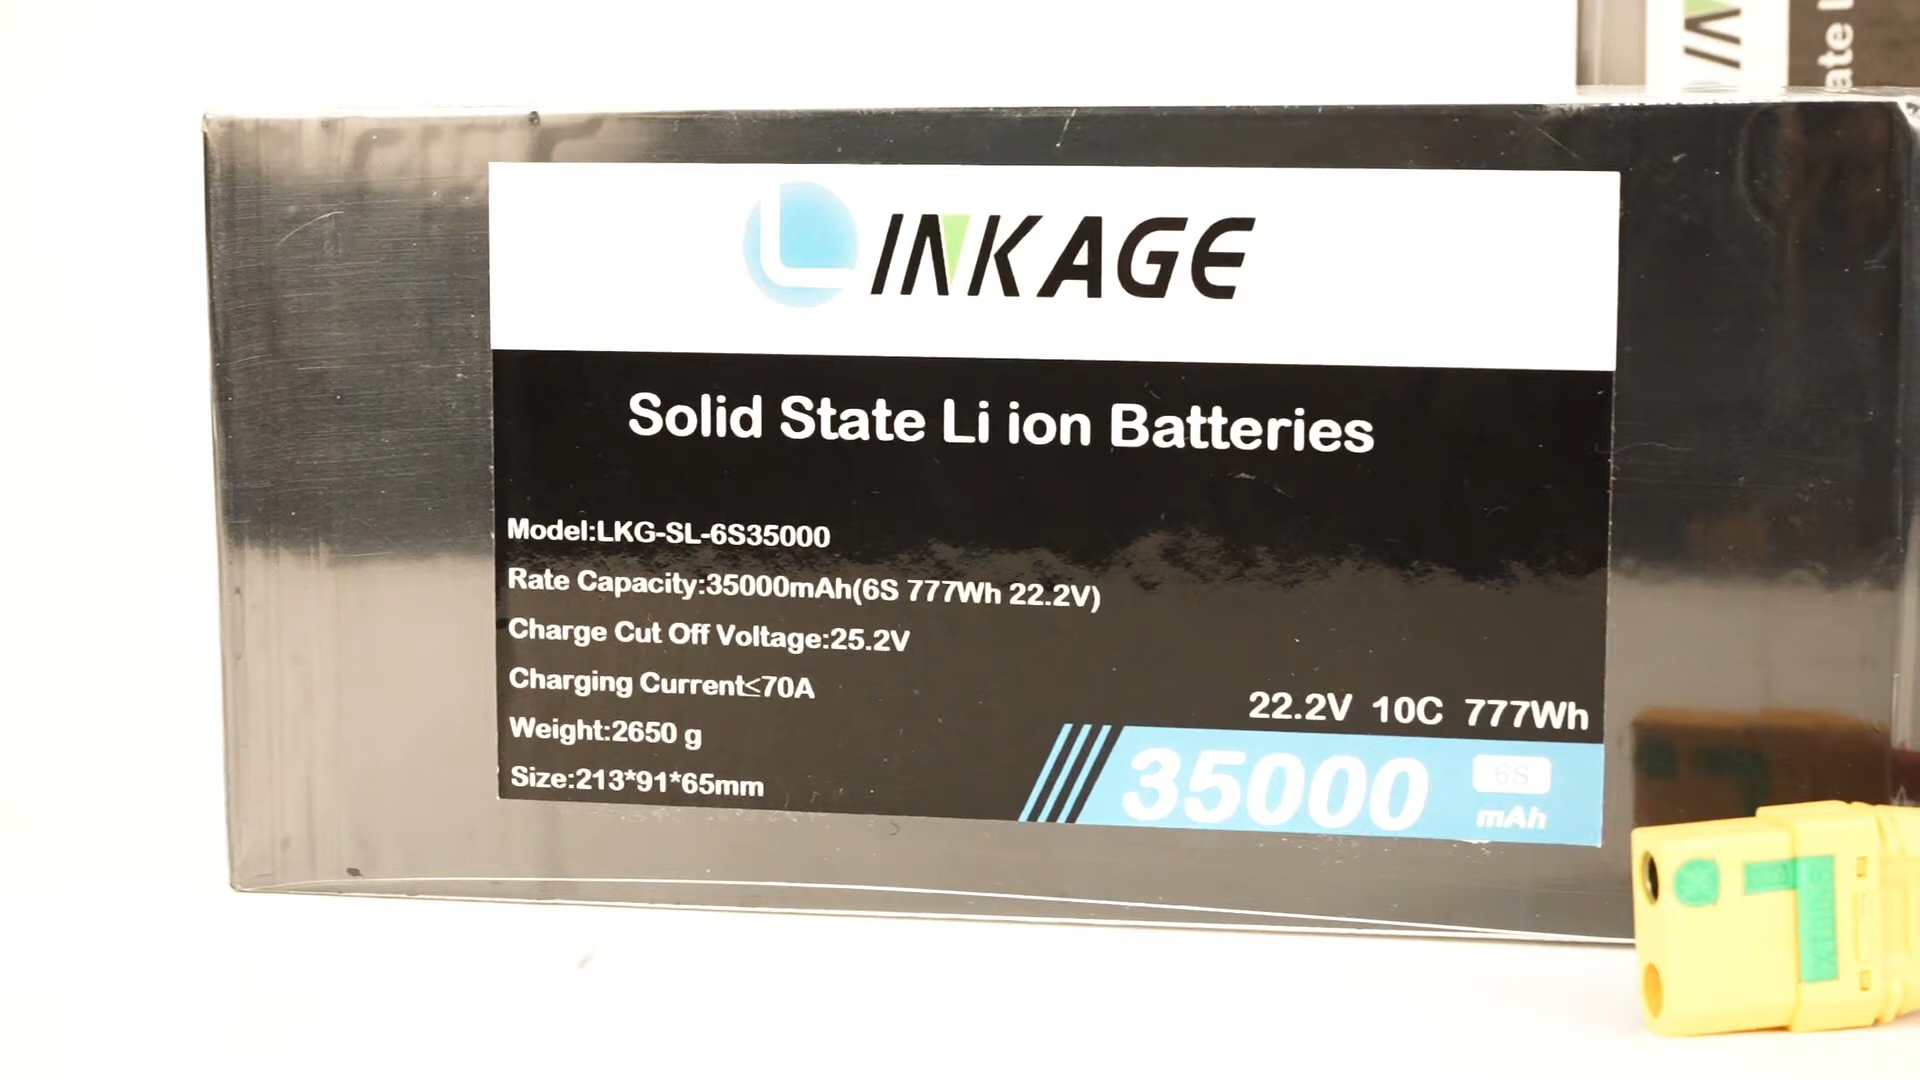 LINKAGE
Solid State Li ion Batteries
Model:LKG-SL-6S35000
Rate Capacity:35000mAh(6S 777Wh 22.2V)
Charge Cut Off Voltage:25.2V
Charging Current≤70A
Weight:2650 g
Size:213*91*65mm
22.2V 10C 777Wh
35000
6S
mAh
ate